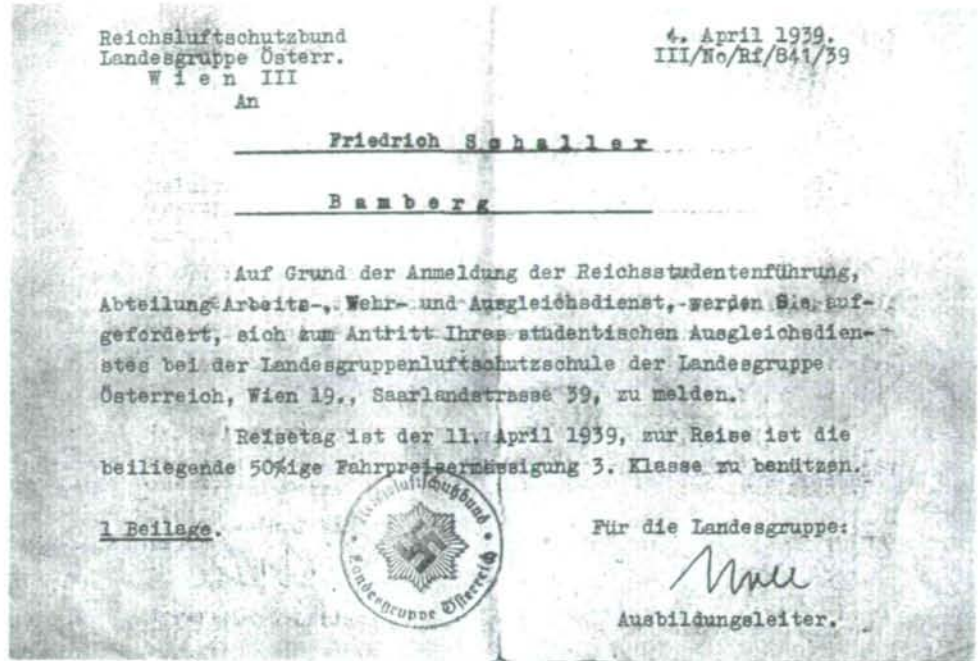 Reichsluftschutzbund
Landesgruppe Österr.
W i e n III
4. April 1939.
III/No/Rf/841/39
An
Friedrich S c h a l l e r
B a m b e r g
Auf Grund der Anmeldung der Reichsstudentenführung,
Abteilung Arbeits-, Wehr- und Ausgleichsdienst, werden Sie auf-
gefordert, sich zum Antritt Ihres studentischen Ausgleichsdien-
stes bei der Landesgruppenluftschutzschule der Landesgruppe
Österreich, Wien 19., Saarlandstrasse 39, zu melden.
Reisetag ist der 11. April 1939, zur Reise ist die
beiliegende 50%ige Fahrpreisermässigung 3. Klasse zu benützen.
1 Beilage.
Reichsluftschutzbund
Landesgruppe Österreich
Für die Landesgruppe:
Ausbildungsleiter.